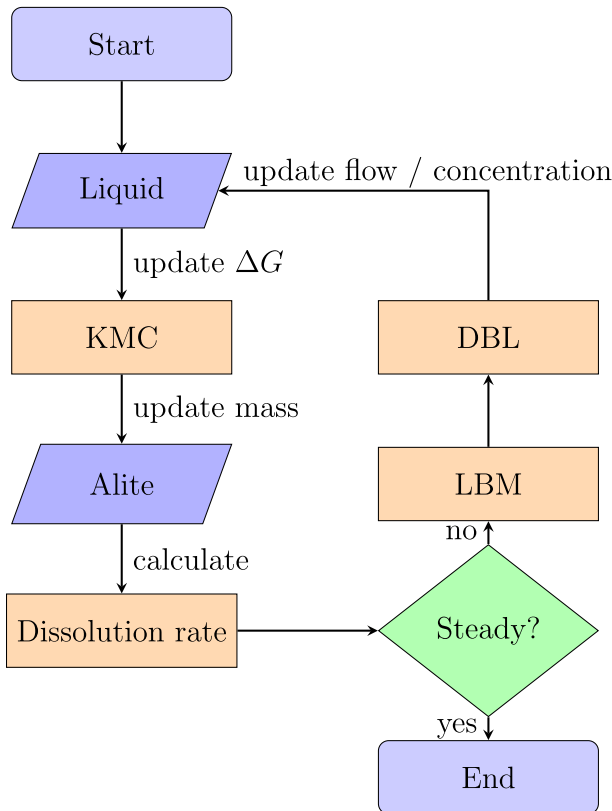 Start
update flow / concentration
Liquid
update ΔG
KMC
DBL
update mass
Alite
LBM
no
calculate
Dissolution rate
Steady?
yes
End